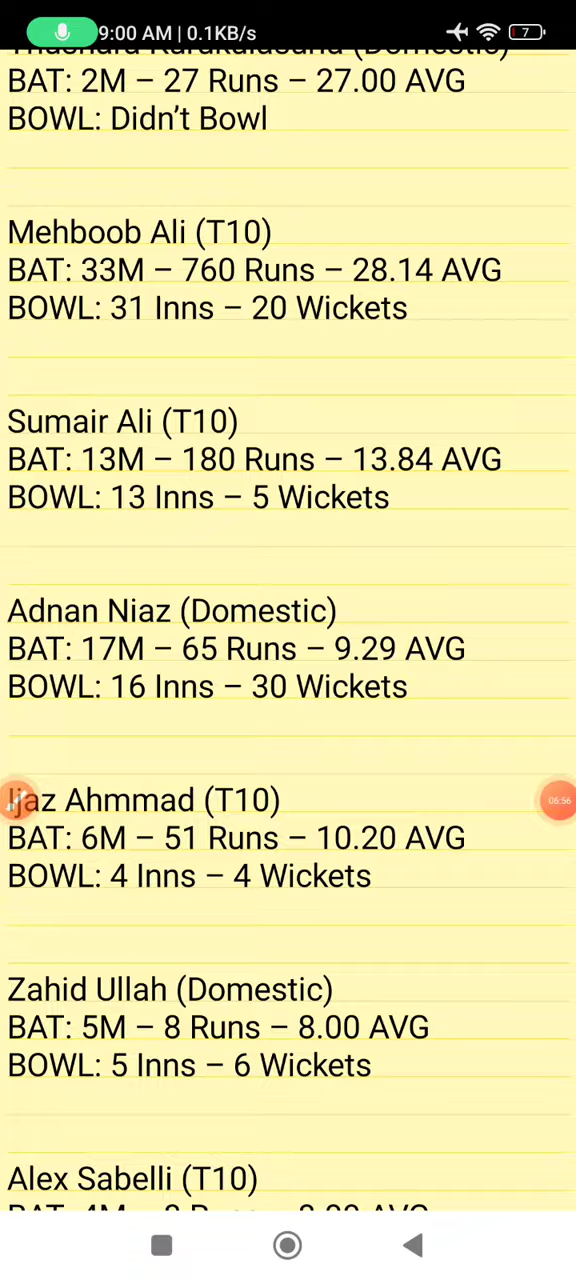 9:00 AM | 0.1KB/s
7
(Domestic)
BAT: 2M – 27 Runs – 27.00 AVG
BOWL: Didn’t Bowl
Mehboob Ali (T10)
BAT: 33M – 760 Runs – 28.14 AVG
BOWL: 31 Inns – 20 Wickets
Sumair Ali (T10)
BAT: 13M – 180 Runs – 13.84 AVG
BOWL: 13 Inns – 5 Wickets
Adnan Niaz (Domestic)
BAT: 17M – 65 Runs – 9.29 AVG
BOWL: 16 Inns – 30 Wickets
Ijaz Ahmmad (T10)
06:56
BAT: 6M – 51 Runs – 10.20 AVG
BOWL: 4 Inns – 4 Wickets
Zahid Ullah (Domestic)
BAT: 5M – 8 Runs – 8.00 AVG
BOWL: 5 Inns – 6 Wickets
Alex Sabelli (T10)